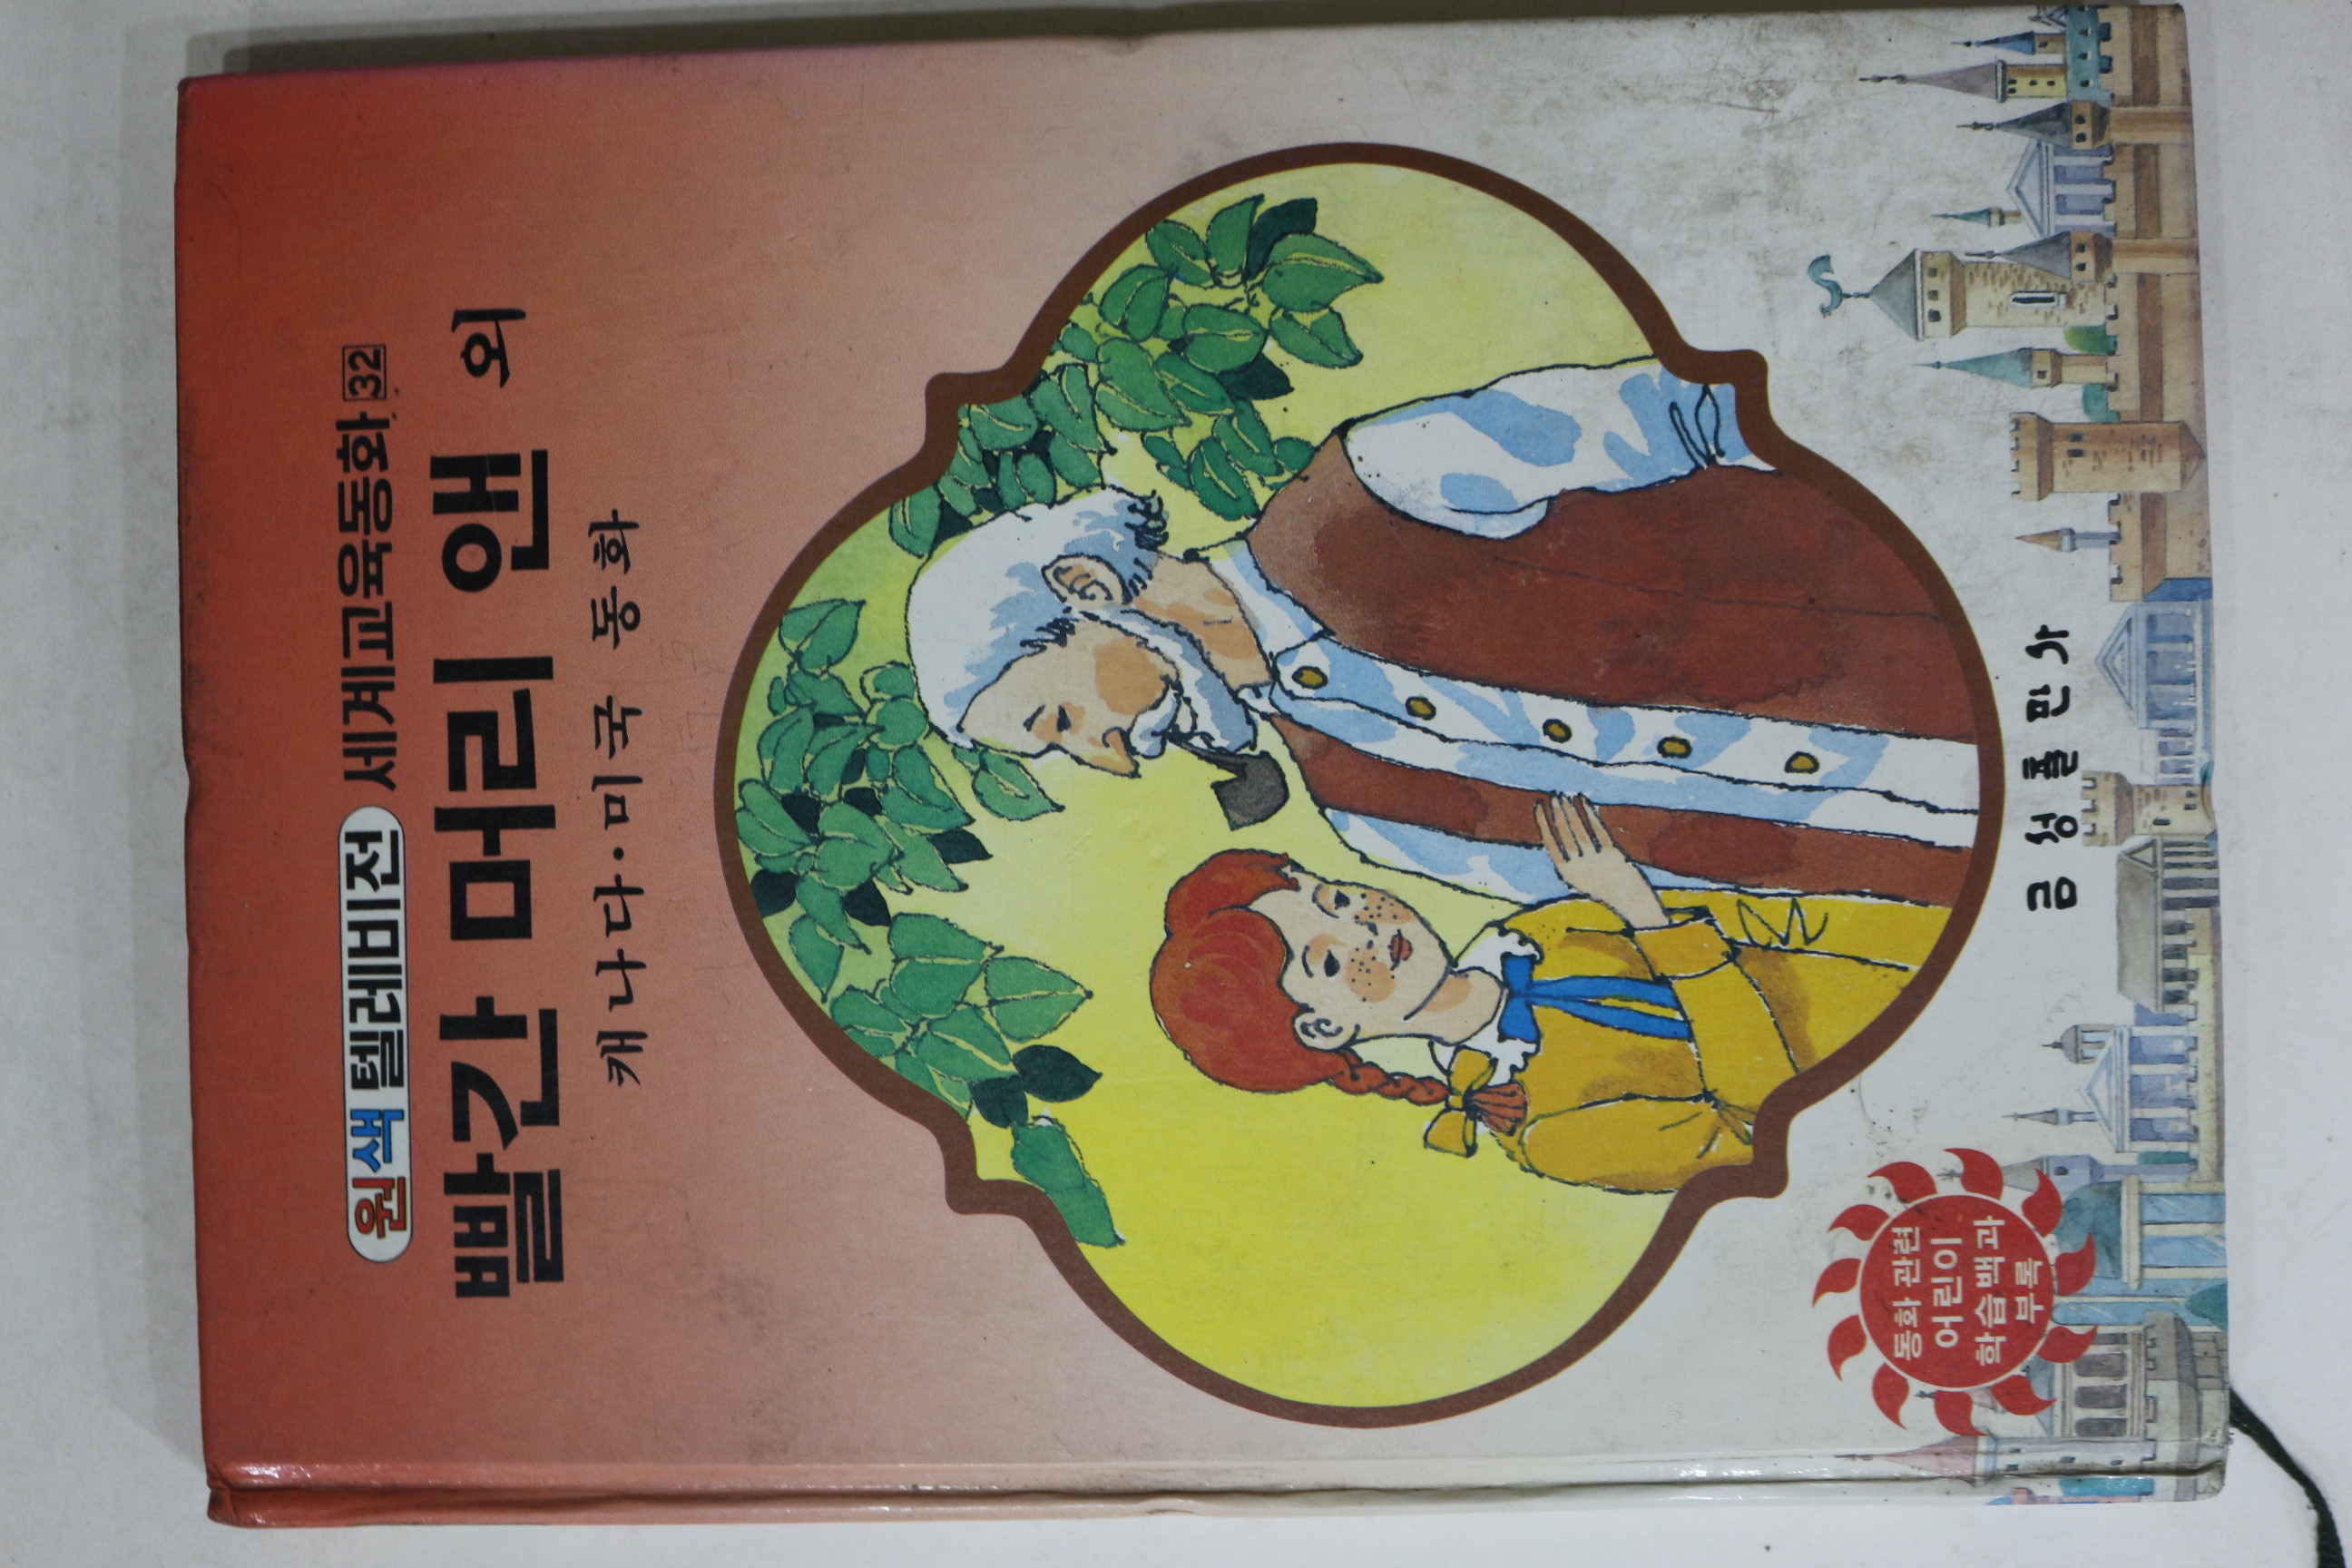 원색 텔레비전 세계교육동화 32
빨간 머리 앤 외
캐나다·미국 동화
동화 관련
어린이
학습백과
부록
금성출판사